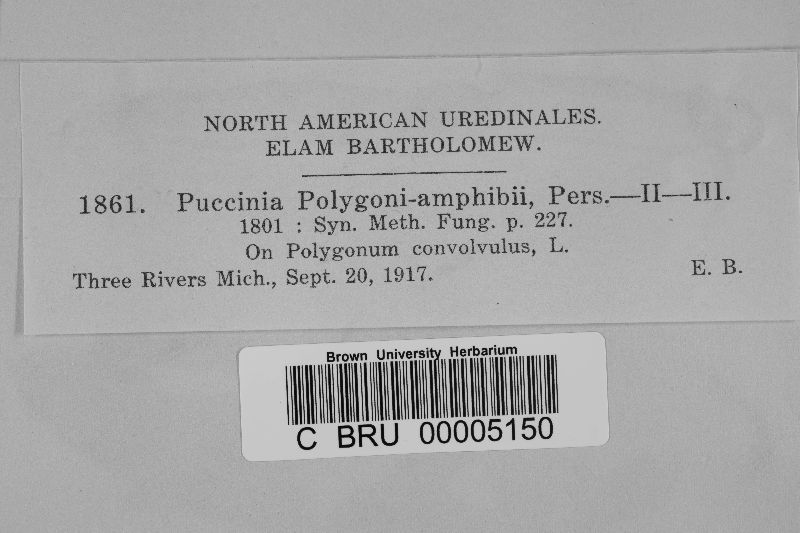 NORTH AMERICAN UREDINALES.
ELAM BARTHOLOMEW.
1861. Puccinia Polygoni-amphibii, Pers.—II—III.
1801 : Syn. Meth. Fung. p. 227.
On Polygonum convolvulus, L.
Three Rivers Mich., Sept. 20, 1917. E. B.
Brown University Herbarium
C BRU 00005150